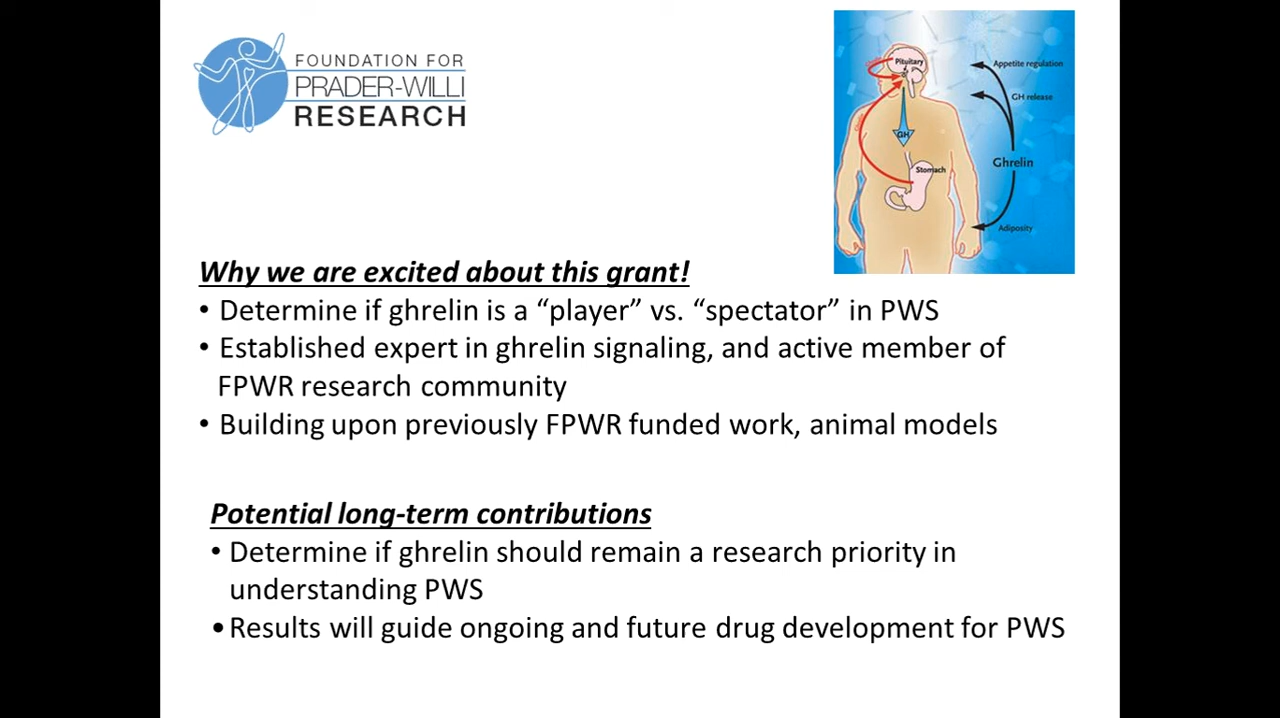 FOUNDATION FOR
PRADER-WILLI
RESEARCH
Pituitary
Appetite regulation
GH release
GH
Ghrelin
Stomach
Adiposity
Why we are excited about this grant!
• Determine if ghrelin is a “player” vs. “spectator” in PWS
• Established expert in ghrelin signaling, and active member of
FPWR research community
• Building upon previously FPWR funded work, animal models
Potential long-term contributions
• Determine if ghrelin should remain a research priority in
understanding PWS
• Results will guide ongoing and future drug development for PWS